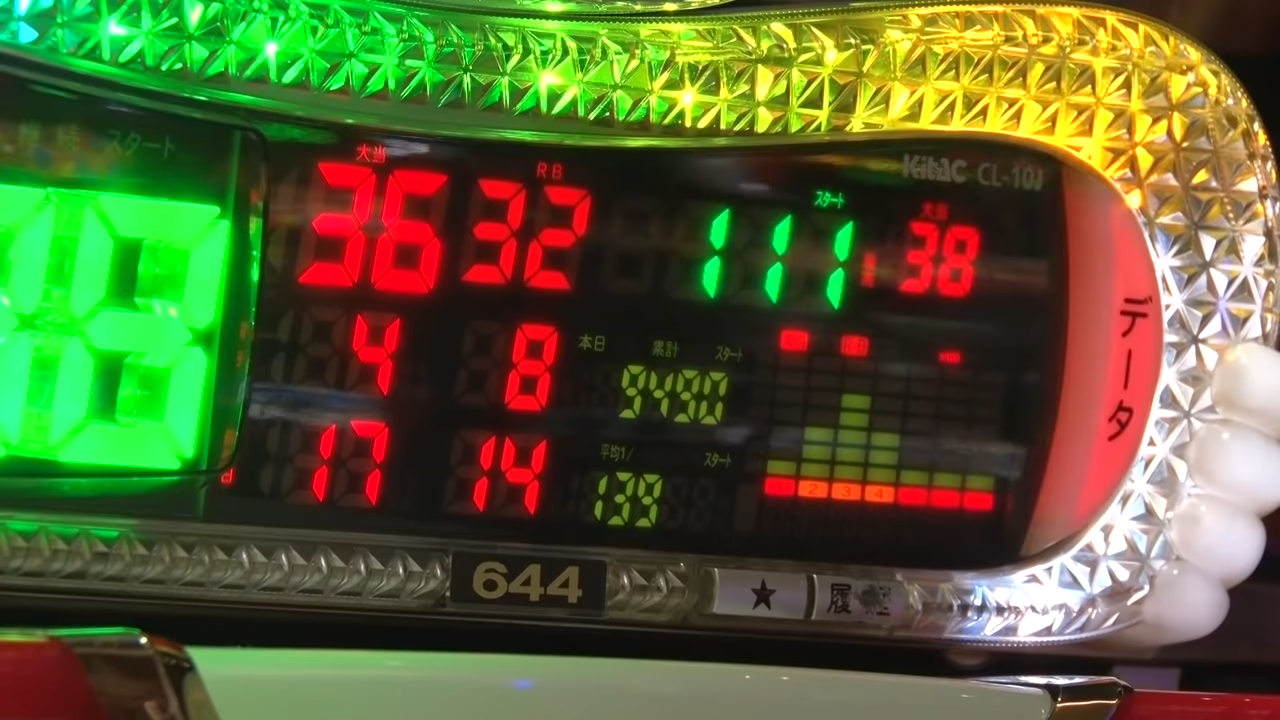 スタート
大当 RB スタート 大当 Kitac CL-10J
36 32 111 38
4 8 本日 累計 スタート
9490
17 14 平均1/ スタート
139
RB
1 2 3 4
データ
644 ★ 履歴